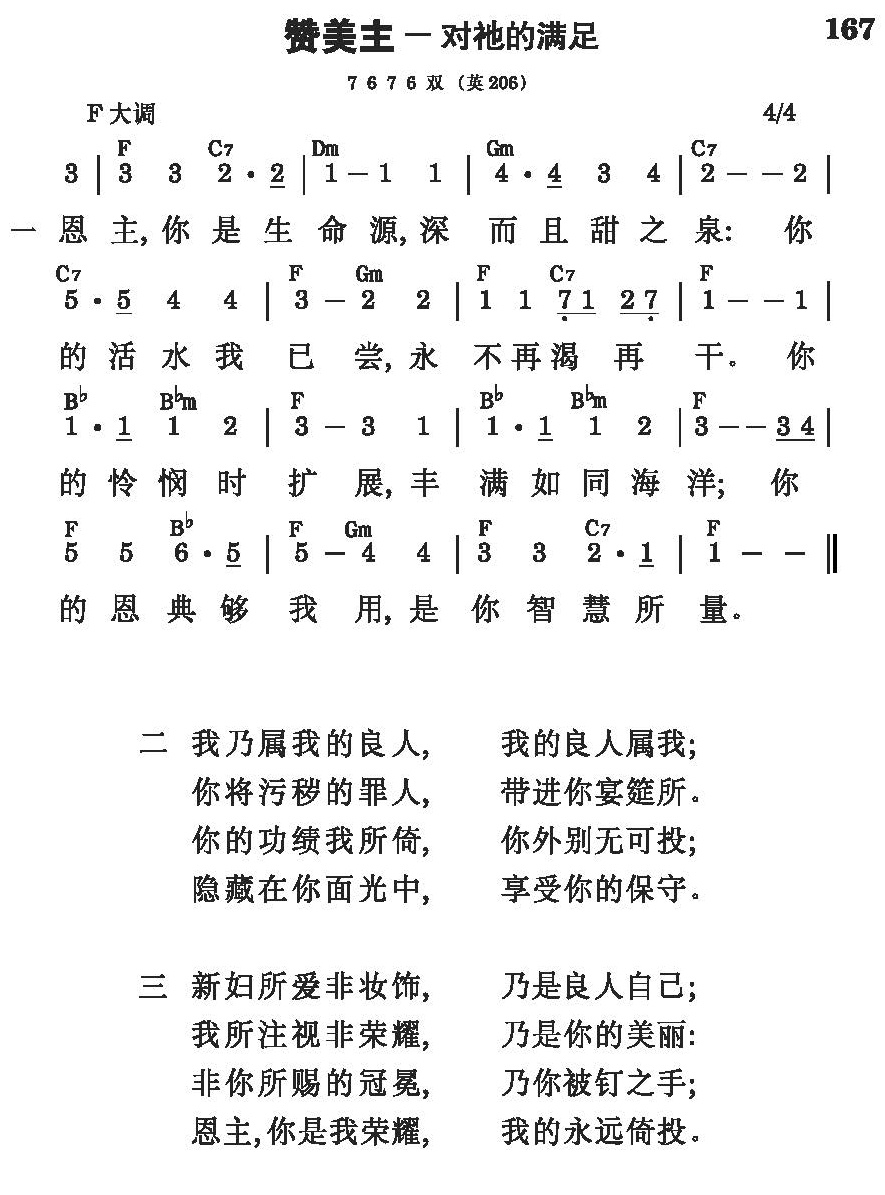 赞美主 － 对祂的满足 167
7 6 7 6 双 (英 206)
F 大调 4/4
F C7 Dm Gm C7
3 | 3 3 2 · 2 | 1 － 1 1 | 4 · 4 3 4 | 2 － － 2 |
一 恩主, 你是生命源, 深而且甜之泉: 你
C7 F Gm F C7 F
5 · 5 4 4 | 3 － 2 2 | 1 1 7 1 2 7 | 1 － － 1 |
的活水我已尝, 永不再渴再干。你
B♭ B♭m F B♭ B♭m F
1 · 1 1 2 | 3 － 3 1 | 1 · 1 1 2 | 3 － － 3 4 |
的怜悯时扩展, 丰满如同海洋; 你
F B♭ F Gm F C7 F
5 5 6 · 5 | 5 － 4 4 | 3 3 2 · 1 | 1 － － ‖
的恩典够我用, 是你智慧所量。
二 我乃属我的良人, 我的良人属我;
你将污秽的罪人, 带进你宴筵所。
你的功绩我所倚, 你外别无可投;
隐藏在你面光中, 享受你的保守。
三 新妇所爱非妆饰, 乃是良人自己;
我所注视非荣耀, 乃是你的美丽:
非你所赐的冠冕, 乃你被钉之手;
恩主, 你是我荣耀, 我的永远倚投。